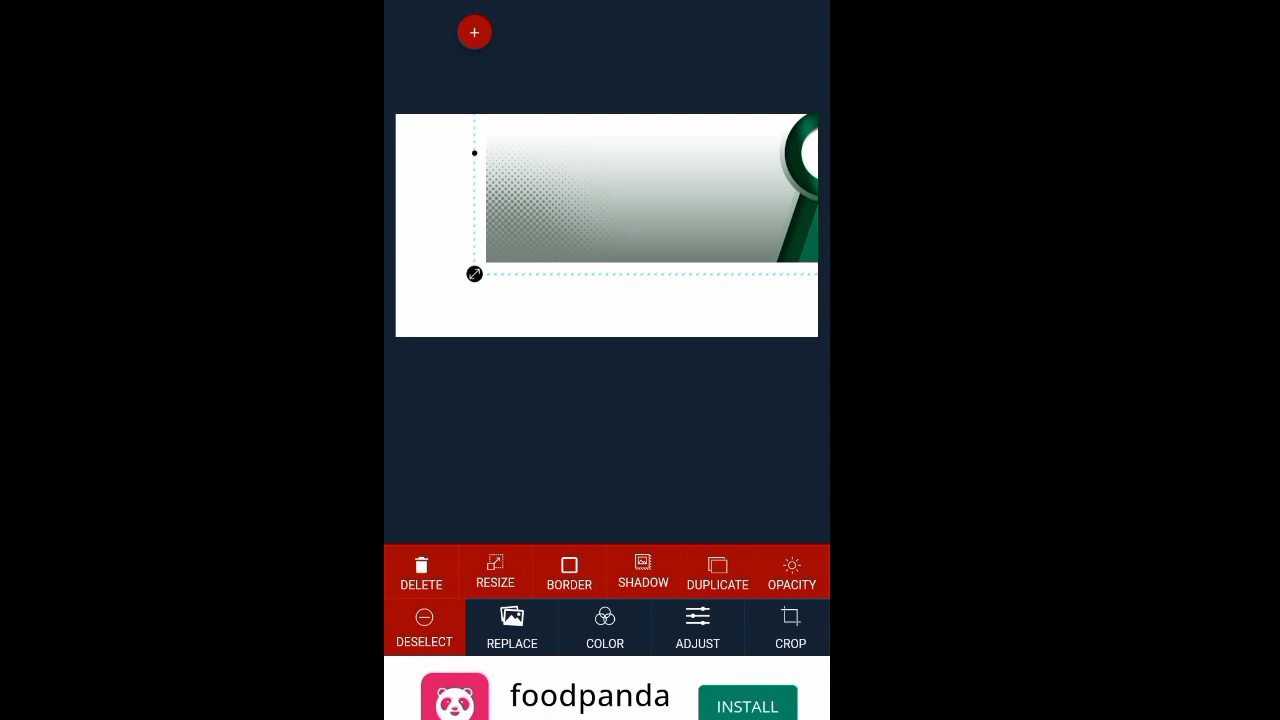 DELETE RESIZE BORDER SHADOW DUPLICATE OPACITY
DESELECT REPLACE COLOR ADJUST CROP
foodpanda INSTALL